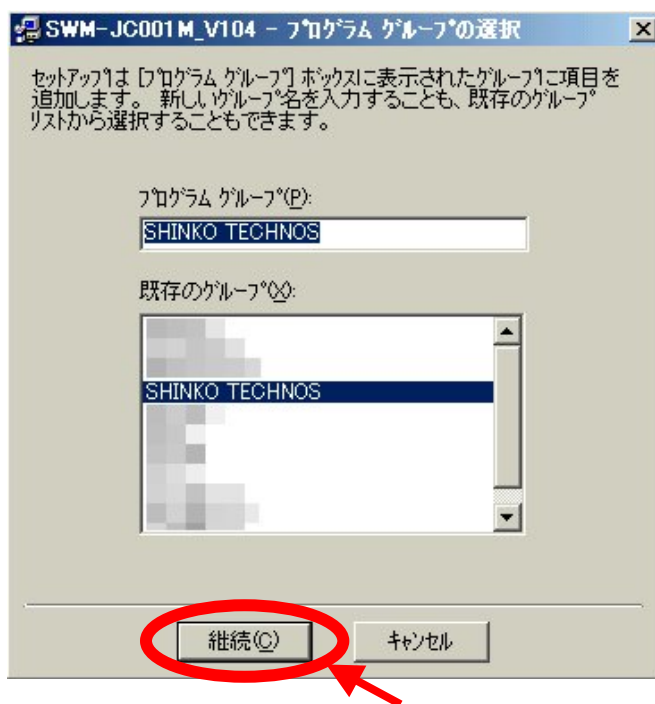 SWM-JC001M_V104 - ﾌﾟﾛｸﾞﾗﾑ ｸﾞﾙｰﾌﾟの選択
ｾｯﾄｱｯﾌﾟは [ﾌﾟﾛｸﾞﾗﾑ ｸﾞﾙｰﾌﾟ] ﾎﾞｯｸｽに表示されたｸﾞﾙｰﾌﾟに項目を
追加します。 新しいｸﾞﾙｰﾌﾟ名を入力することも、既存のｸﾞﾙｰﾌﾟ
ﾘｽﾄから選択することもできます。
ﾌﾟﾛｸﾞﾗﾑ ｸﾞﾙｰﾌﾟ(P):
SHINKO TECHNOS
既存のｸﾞﾙｰﾌﾟ(X):
SHINKO TECHNOS
継続(C)
ｷｬﾝｾﾙ